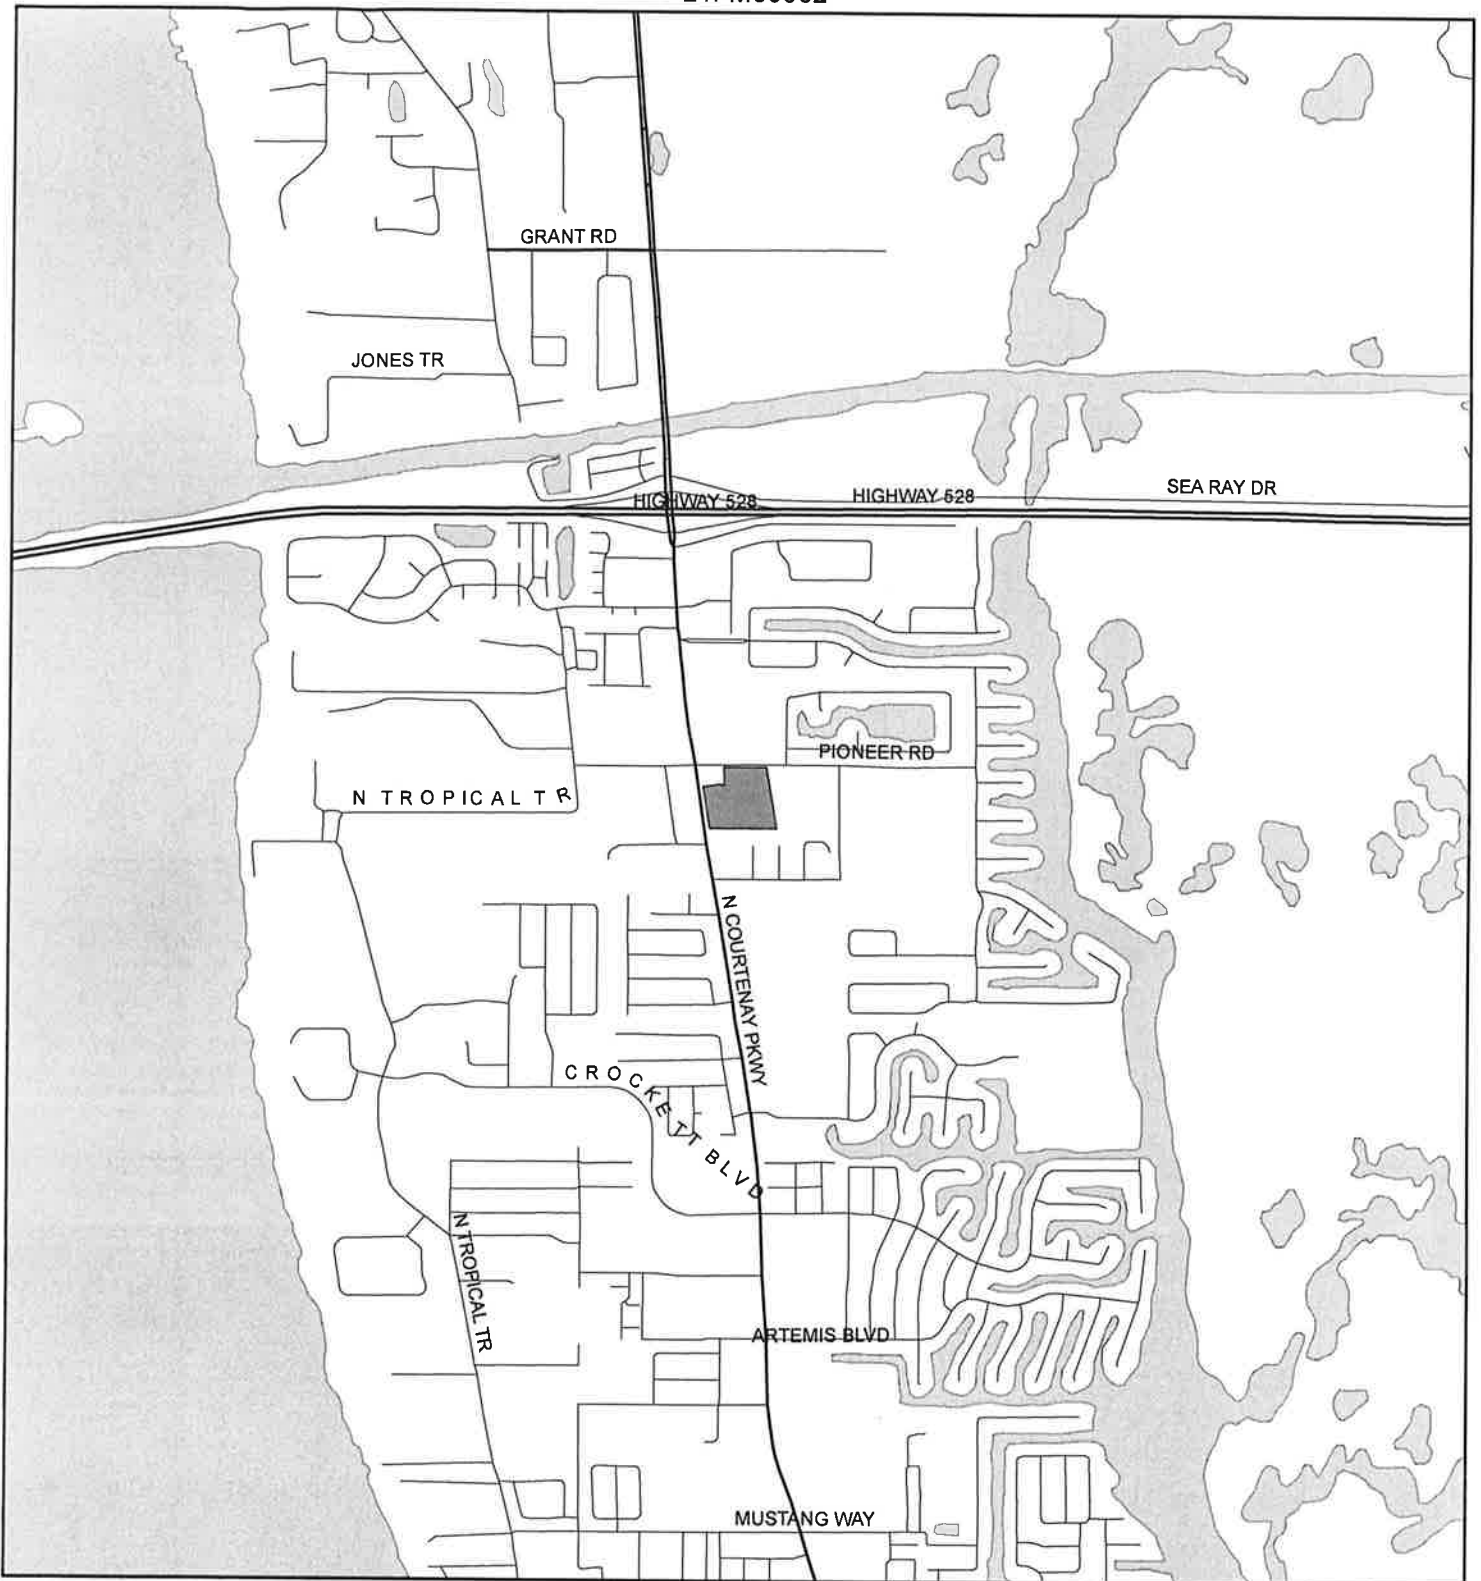 GRANT RD
JONES TR
HIGHWAY 528
HIGHWAY 528
SEA RAY DR
PIONEER RD
N TROPICAL TR
N COURTENAY PKWY
CROCKETT BLVD
N TROPICAL TR
ARTEMIS BLVD
MUSTANG WAY